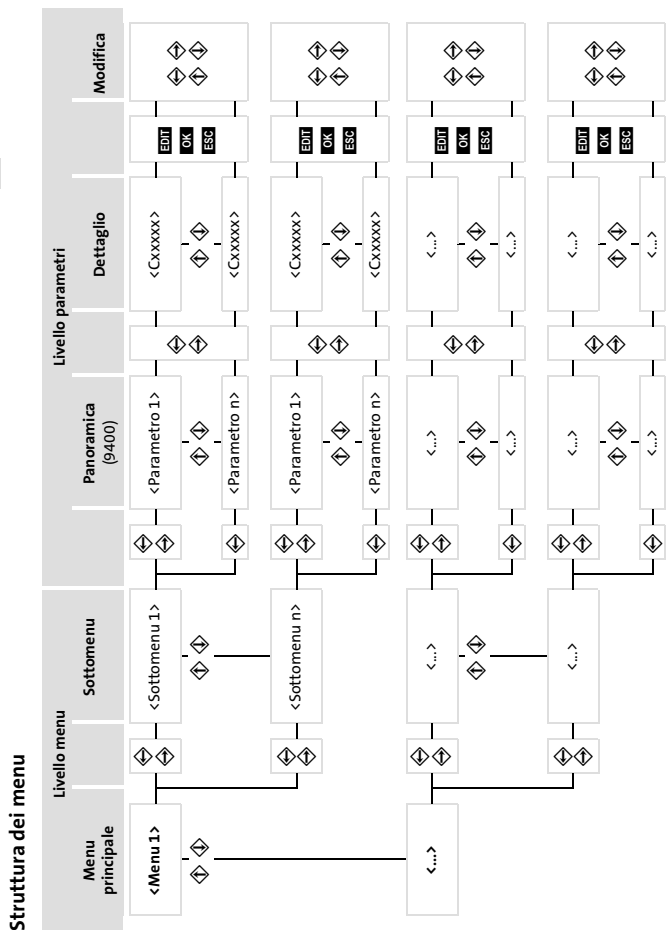 Struttura dei menu
Livello menu
Livello parametri
Menu
principale
Sottomenu
Panoramica
(9400)
Dettaglio
Modifica
<Menu 1>
<Sottomenu 1>
<Parametro 1>
<Cxxxxx>
EDIT
OK
ESC
<Parametro n>
<Cxxxxx>
<Sottomenu n>
<Parametro 1>
<Cxxxxx>
EDIT
OK
ESC
<Parametro n>
<Cxxxxx>
<...>
<...>
<...>
<...>
EDIT
OK
ESC
<...>
<...>
<...>
<...>
<...>
EDIT
OK
ESC
<...>
<...>